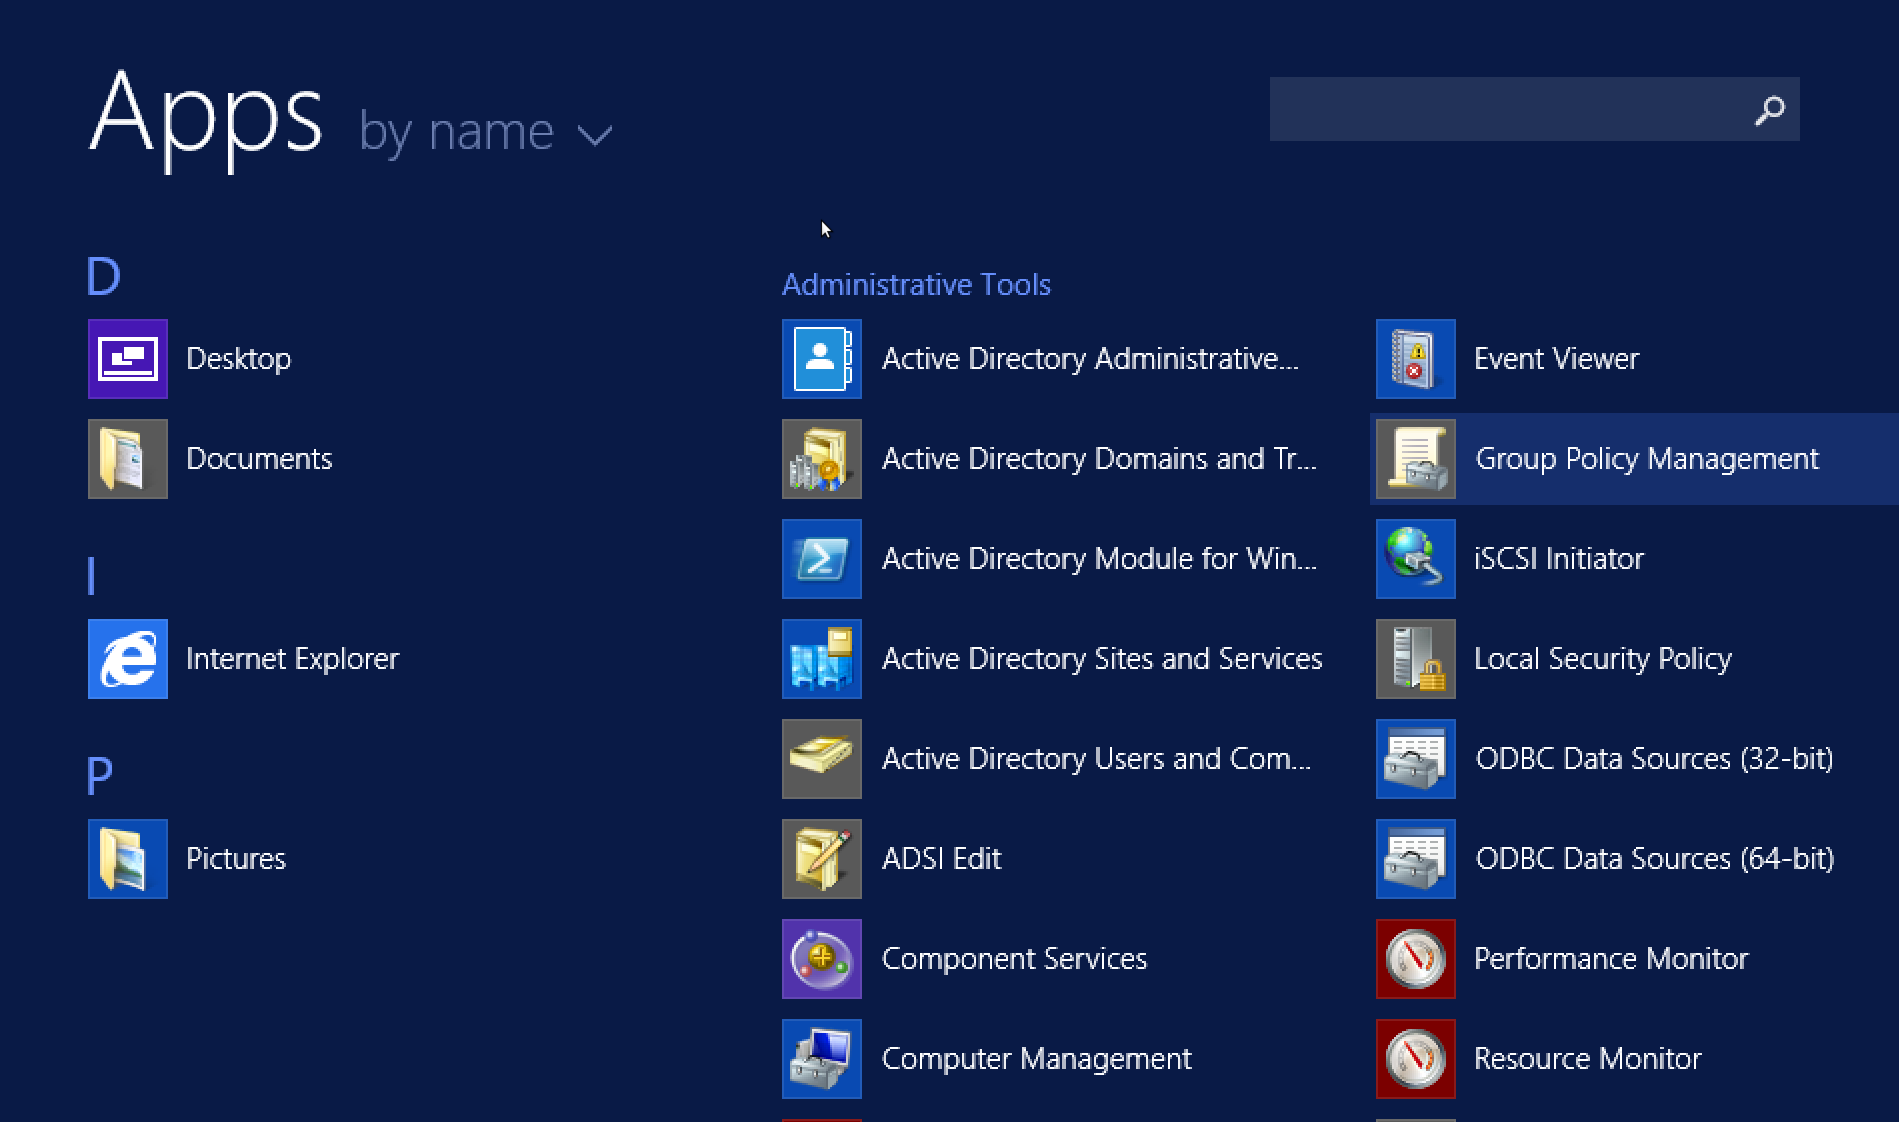 Apps by name
D
Desktop
Documents
I
Internet Explorer
P
Pictures
Administrative Tools
Active Directory Administrative...
Active Directory Domains and Tr...
Active Directory Module for Win...
Active Directory Sites and Services
Active Directory Users and Com...
ADSI Edit
Component Services
Computer Management
Event Viewer
Group Policy Management
iSCSI Initiator
Local Security Policy
ODBC Data Sources (32-bit)
ODBC Data Sources (64-bit)
Performance Monitor
Resource Monitor